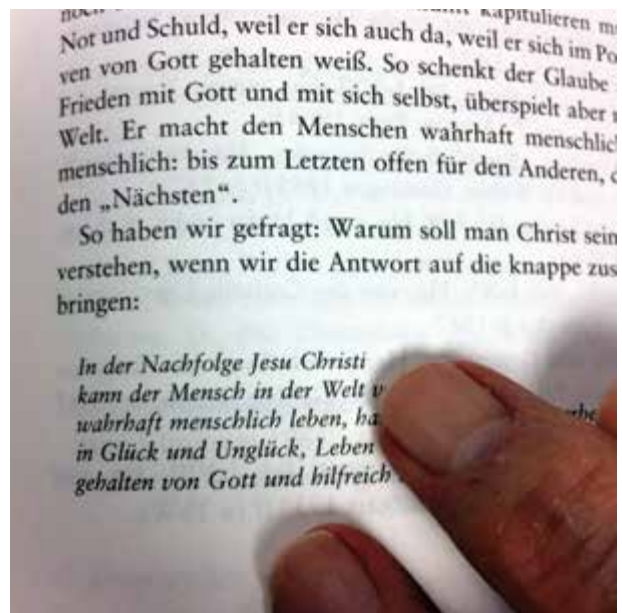 kapitulieren
Not und Schuld, weil er sich auch da, weil er sich im
von Gott gehalten weiß. So schenkt der Glaube
Frieden mit Gott und mit sich selbst, überspielt aber
Welt. Er macht den Menschen wahrhaft
menschlich: bis zum Letzten offen für den Anderen,
den „Nächsten“.
So haben wir gefragt: Warum soll man Christ sein
verstehen, wenn wir die Antwort auf die knappe
bringen:
In der Nachfolge Jesu Christi
kann der Mensch in der Welt
wahrhaft menschlich leben,
in Glück und Unglück, Leben
gehalten von Gott und hilfreich